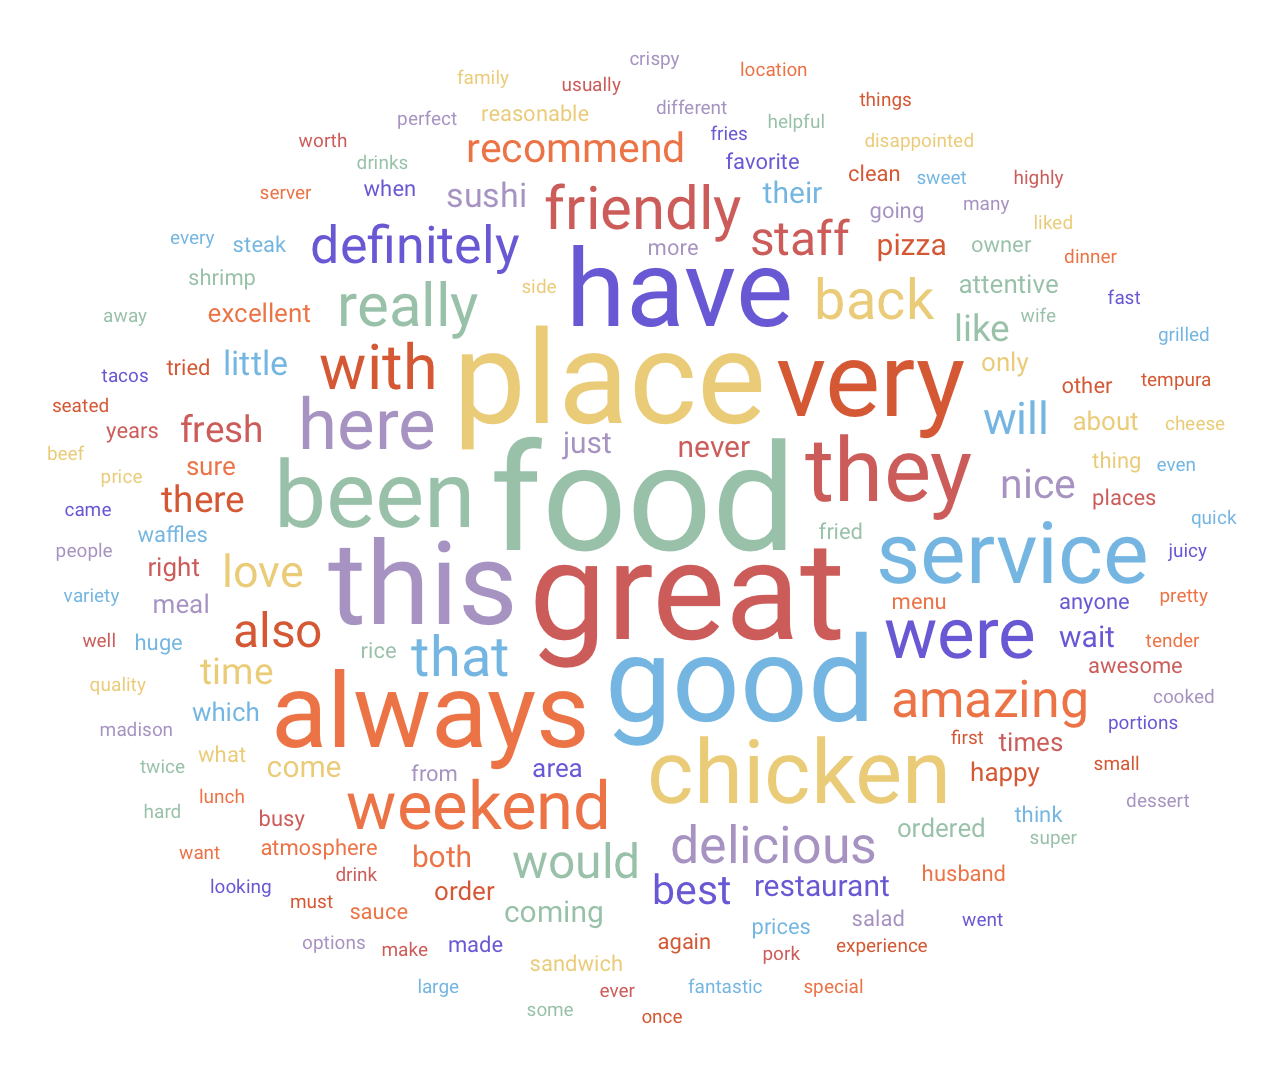 crispy
family
usually
location
things
perfect
reasonable
different
helpful
worth
drinks
recommend
fries
favorite
disappointed
clean
sweet
highly
server
when
sushi
friendly
their
going
many
liked
every
steak
definitely
more
staff
pizza
owner
dinner
shrimp
side
have
back
attentive
fast
away
excellent
really
like
wife
grilled
tacos
tried
little
with
place
very
only
other
tempura
seated
years
fresh
here
just
never
will
about
cheese
beef
price
sure
there
been
food
they
nice
thing
even
places
came
waffles
fried
quick
people
right
love
this
great
service
juicy
variety
meal
menu
anyone
pretty
well
huge
also
rice
that
good
were
wait
tender
awesome
quality
time
which
always
amazing
cooked
portions
madison
what
come
from
area
chicken
first
times
twice
happy
small
hard
lunch
busy
weekend
ordered
think
super
dessert
want
atmosphere
both
would
delicious
looking
drink
must
sauce
order
best
restaurant
husband
coming
options
make
made
again
prices
salad
went
pork
experience
sandwich
large
ever
fantastic
special
some
once